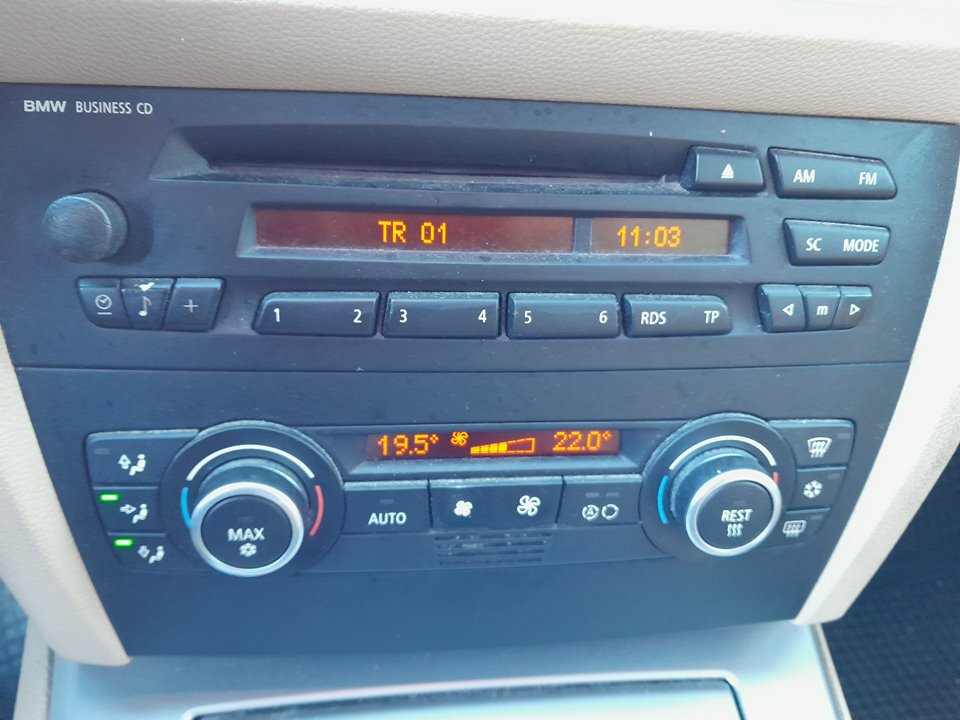 BMW BUSINESS CD
AM FM
TR 01 11:03
SC MODE
1 2 3 4 5 6 RDS TP
m
19.5° 22.0°
MAX
AUTO
A
REST